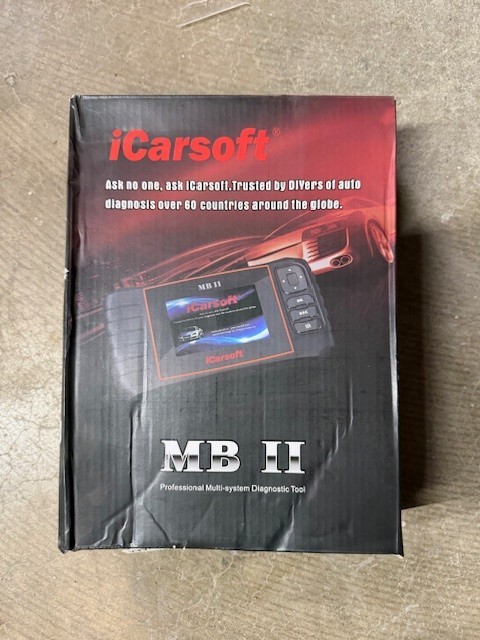 iCarsoft®
Ask no one, ask iCarsoft.Trusted by DIYers of auto
diagnosis over 60 countries around the globe.
MB II
iCarsoft
iCarsoft
MB II
Professional Multi-system Diagnostic Tool